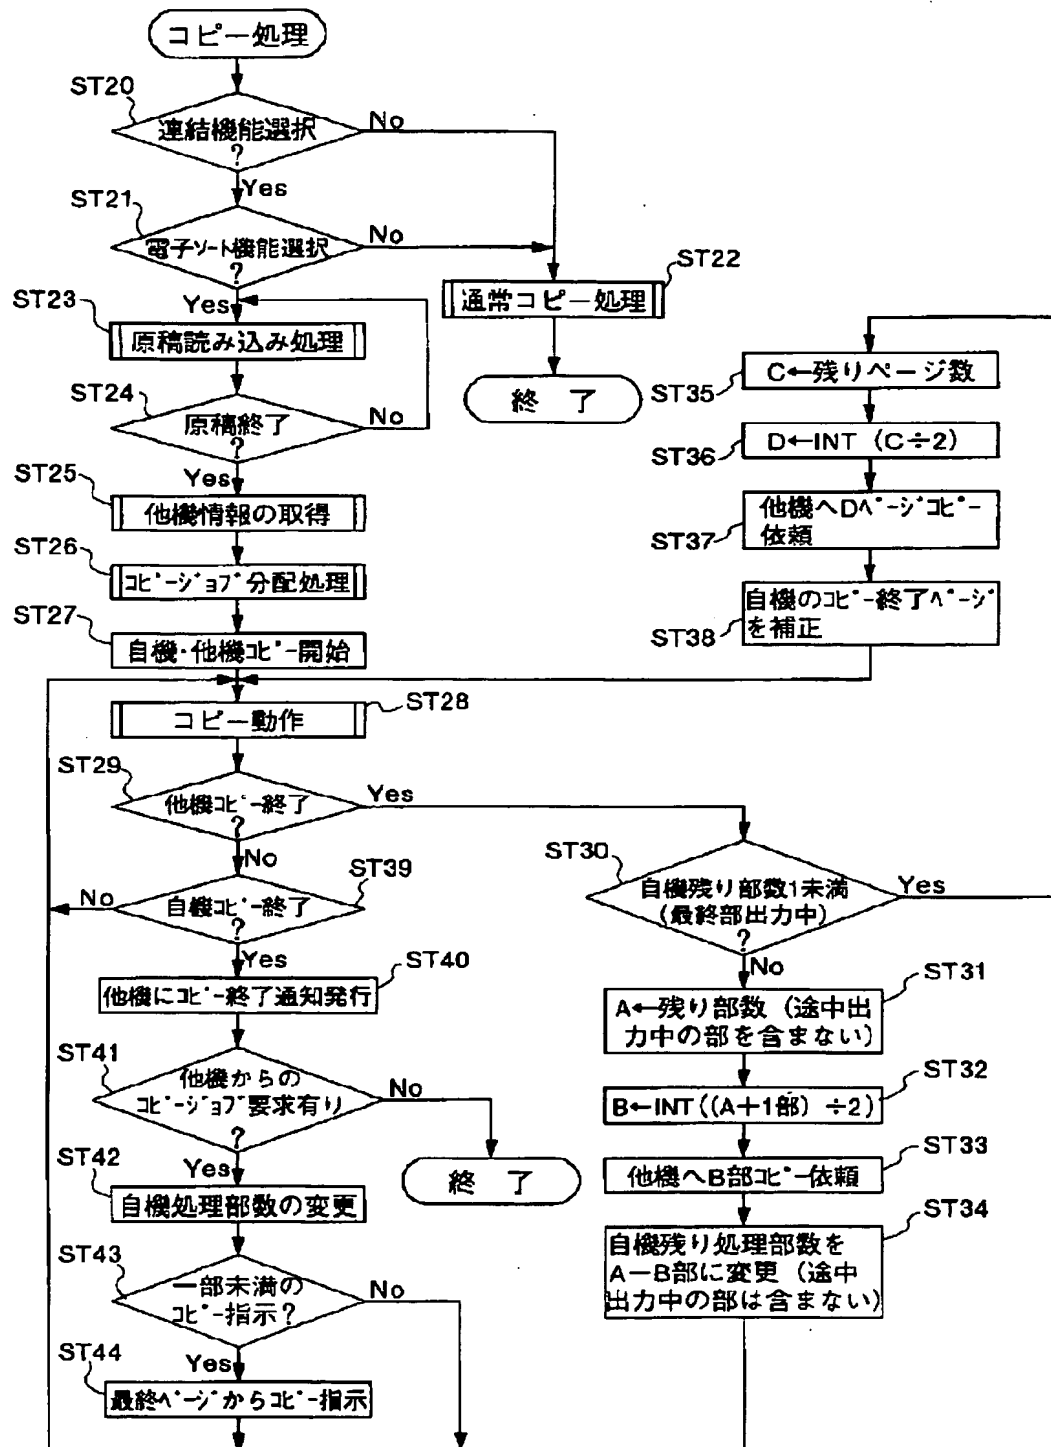 コピー処理
ST20
連結機能選択
?
No
Yes
ST21
電子ソート機能選択
?
No
Yes
ST22
通常コピー処理
終 了
ST23
原稿読み込み処理
ST24
原稿終了
?
No
Yes
ST25
他機情報の取得
ST26
コピージョブ分配処理
ST27
自機・他機コピー開始
ST28
コピー動作
ST29
他機コピー終了
?
Yes
No
ST39
自機コピー終了
?
No
Yes
ST40
他機にコピー終了通知発行
ST41
他機からの
コピージョブ要求有り
?
No
終 了
Yes
ST42
自機処理部数の変更
ST43
一部未満の
コピー指示?
No
Yes
ST44
最終ページからコピー指示
ST30
自機残り部数1未満
(最終部出力中)
?
Yes
No
ST31
A←残り部数(途中出
力中の部を含まない)
ST32
B←INT((A+1部)÷2)
ST33
他機へB部コピー依頼
ST34
自機残り処理部数を
A-B部に変更(途中
出力中の部は含まない)
ST35
C←残りページ数
ST36
D←INT(C÷2)
ST37
他機へDページコピー
依頼
ST38
自機のコピー終了ページ
を補正